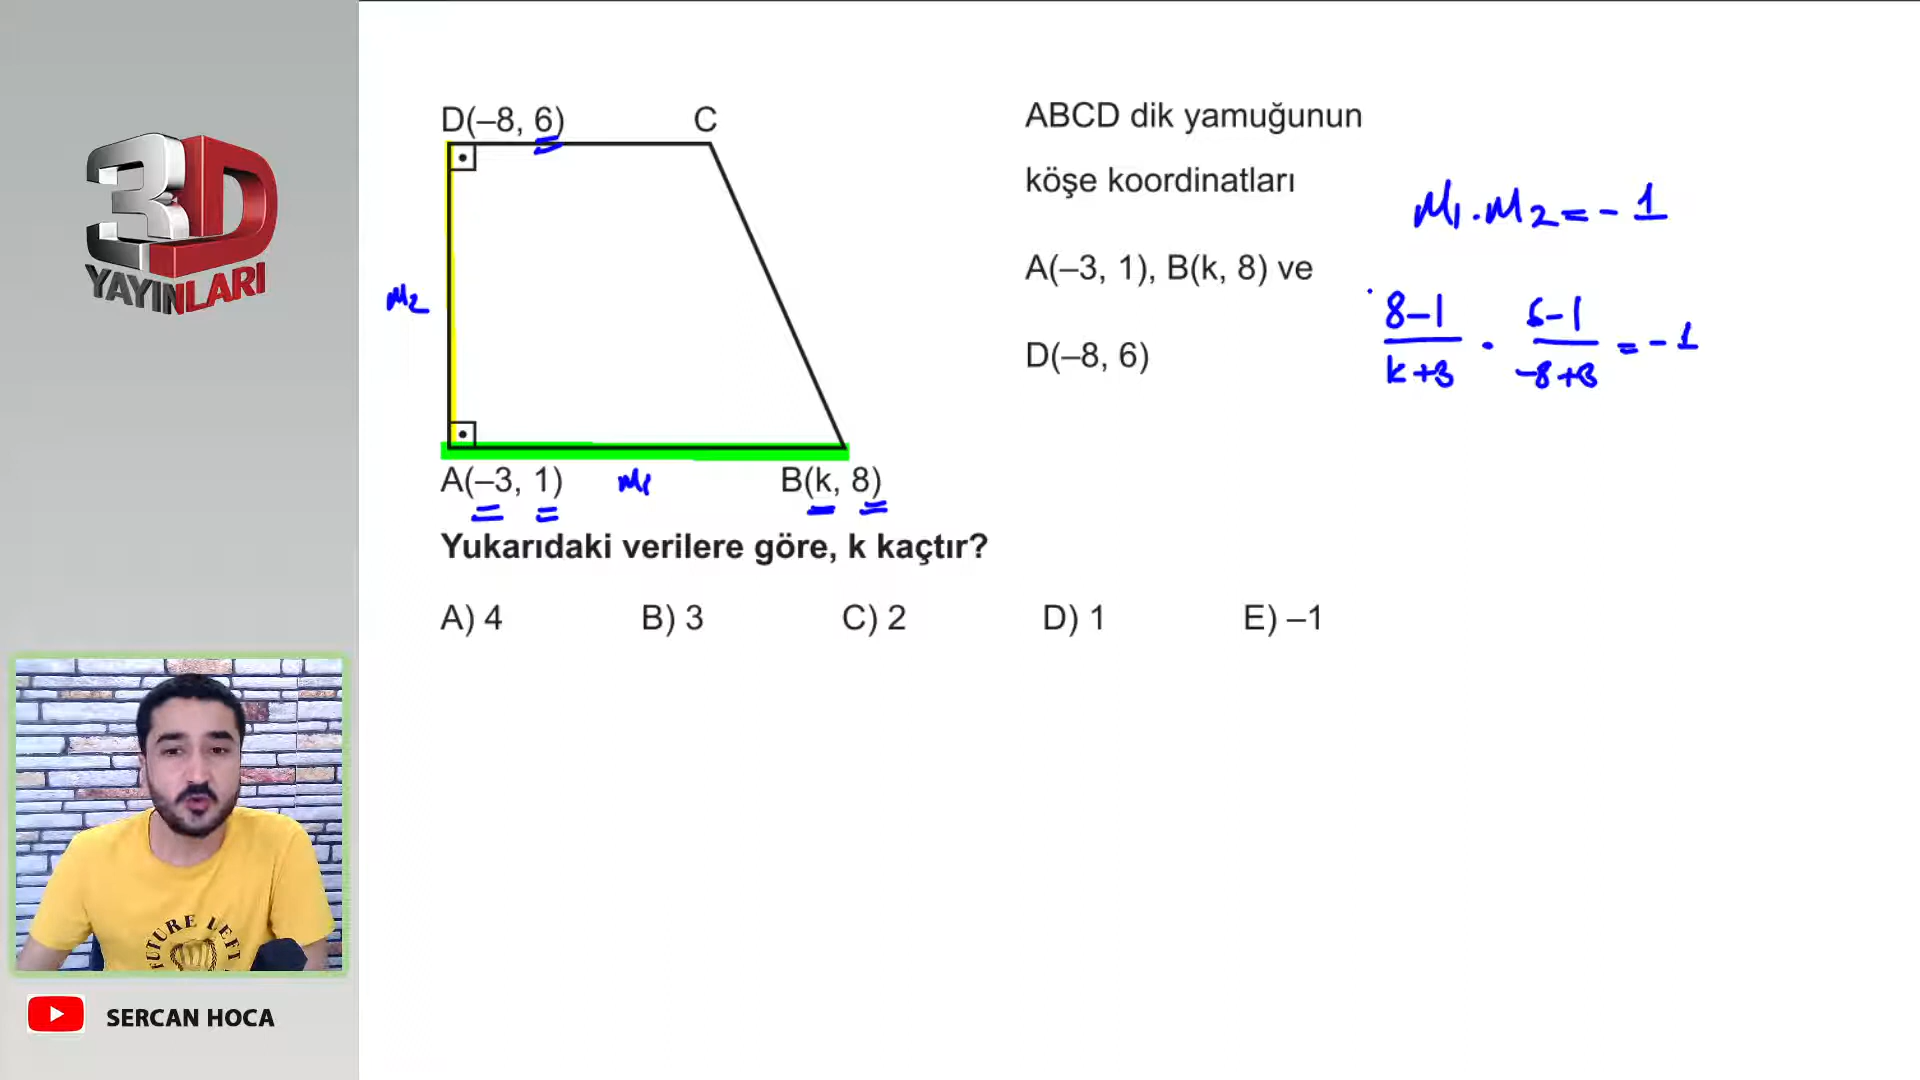 3D
YAYINLARI
D(–8, 6)
C
m2
A(–3, 1)
m1
B(k, 8)
ABCD dik yamuğunun
köşe koordinatları
A(–3, 1), B(k, 8) ve
D(–8, 6)
m1 . m2 = -1
8-1 / k+3 . 6-1 / -8+3 = -1
Yukarıdaki verilere göre, k kaçtır?
A) 4 B) 3 C) 2 D) 1 E) –1
FUTURE LEFT
SERCAN HOCA